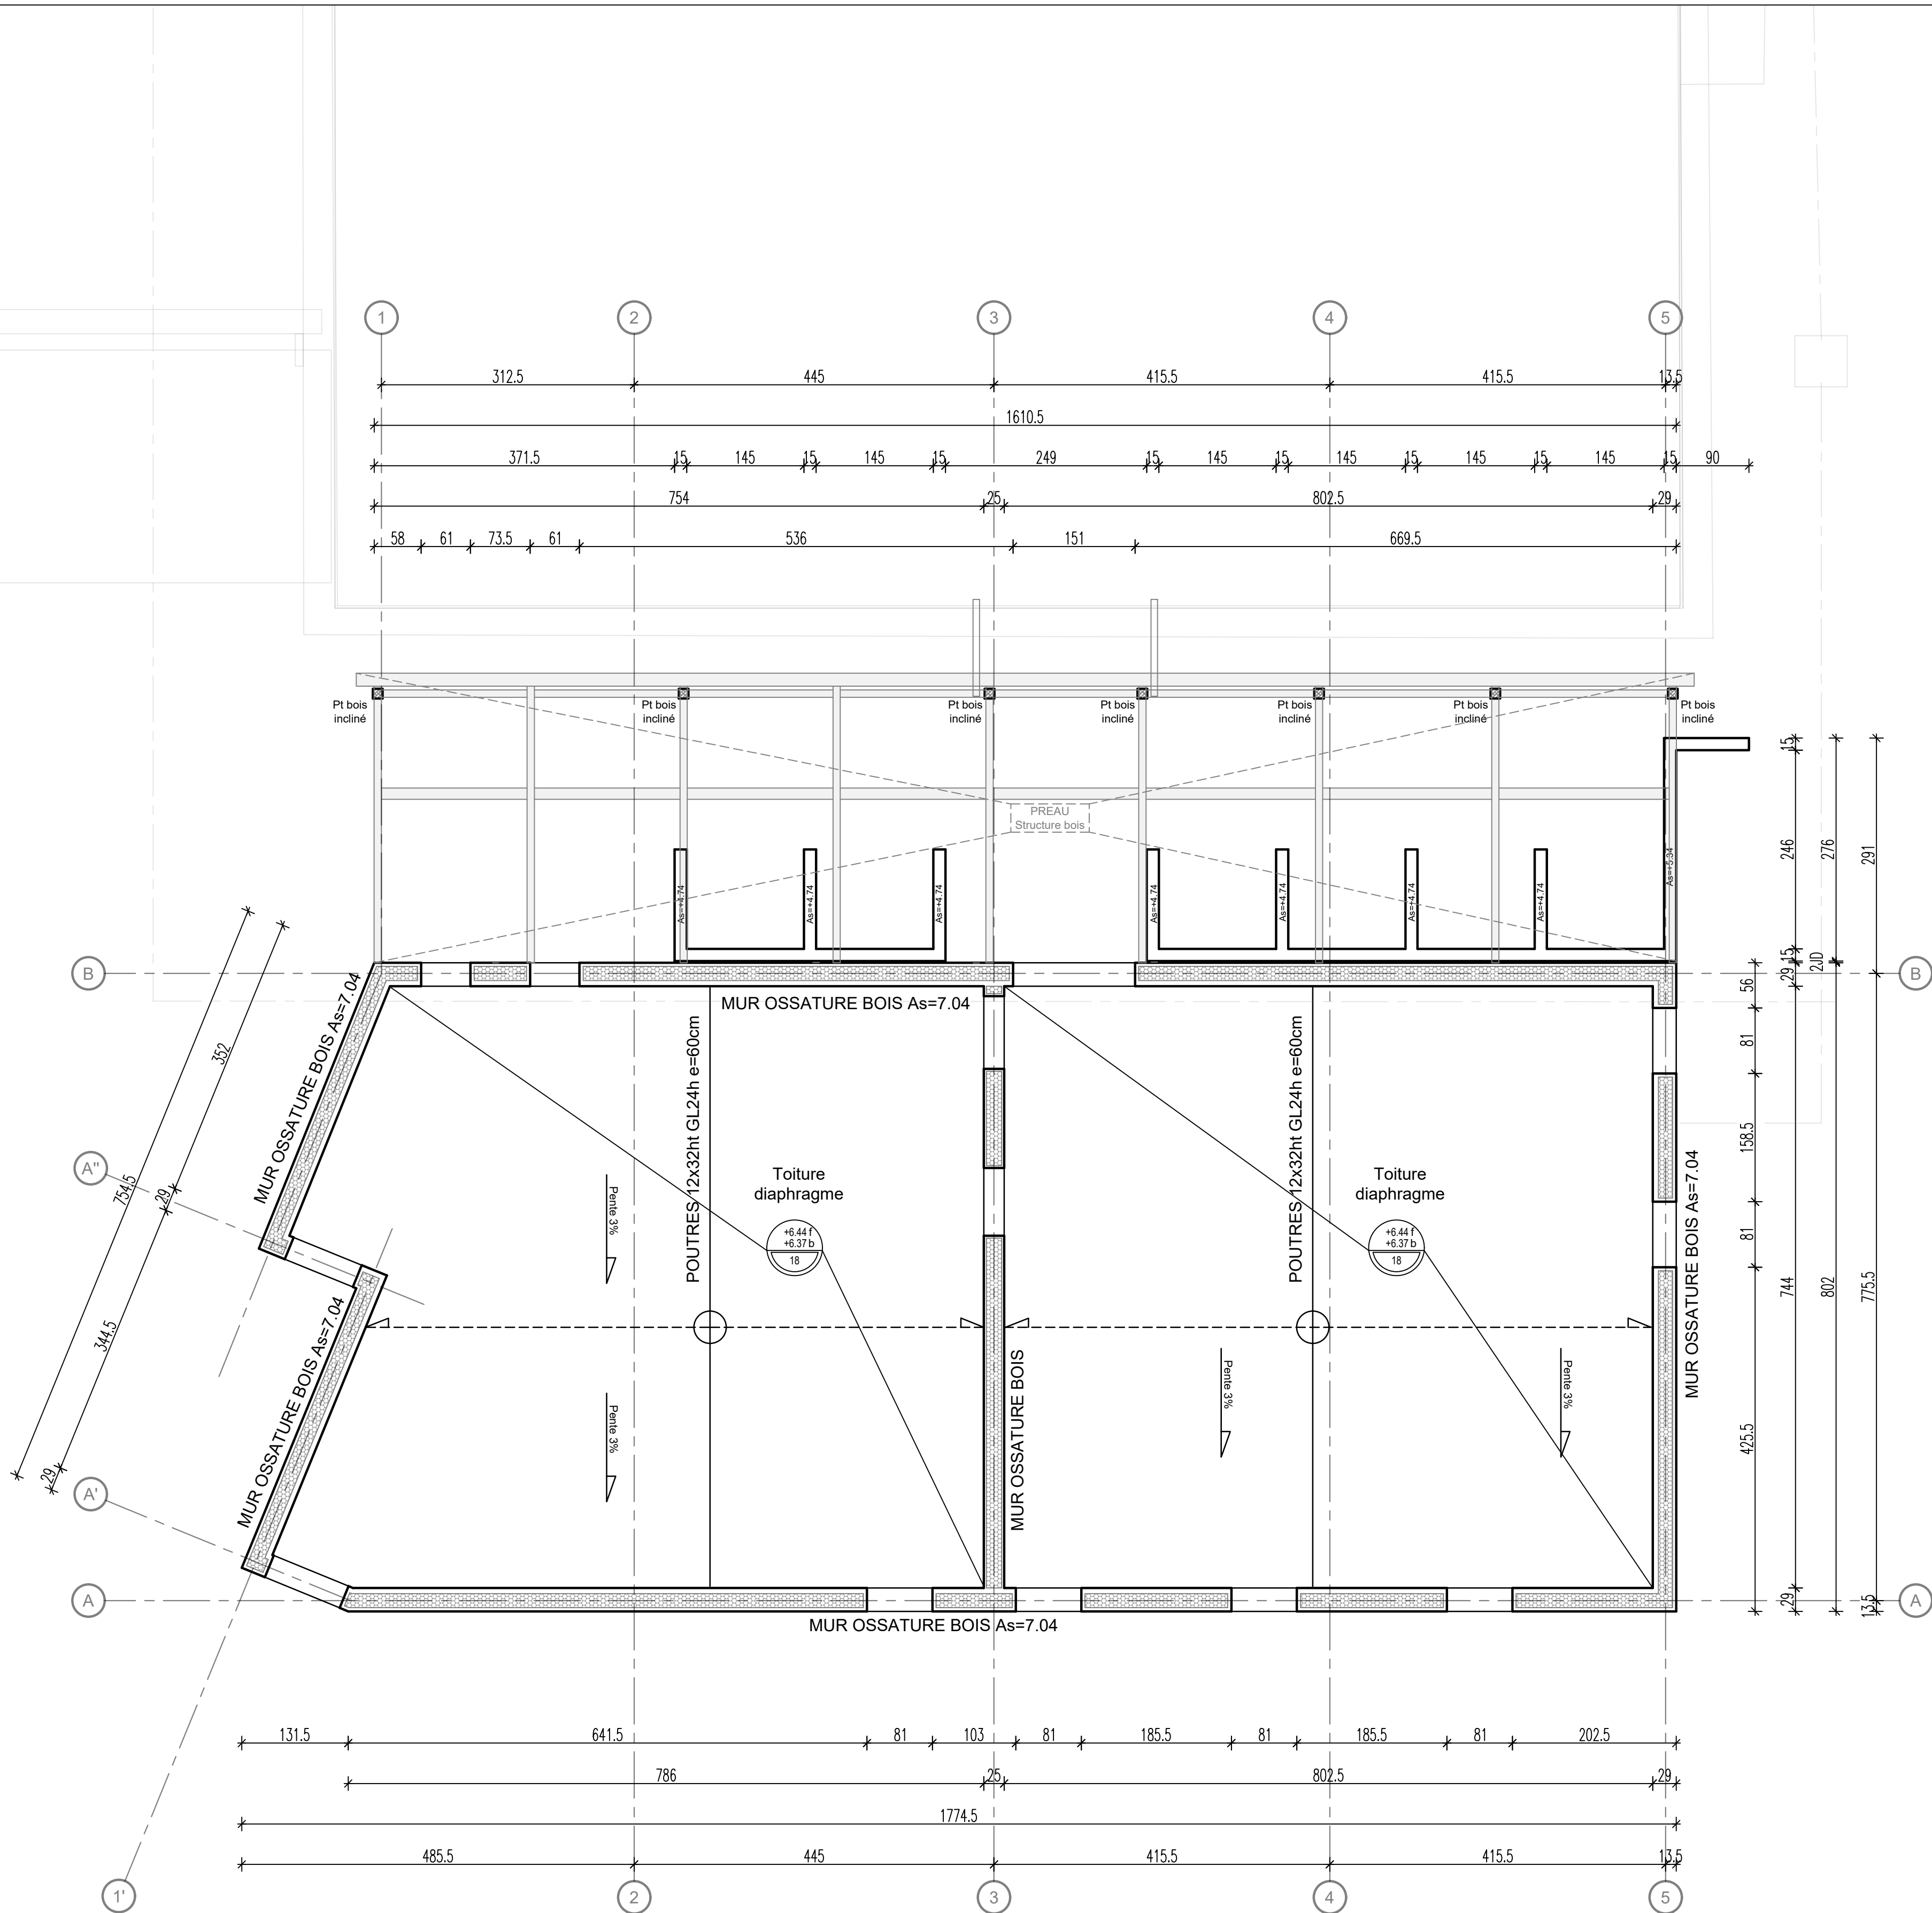 1
2
3
4
5
312.5
445
415.5
415.5
13.5
1610.5
371.5
15
145
15
145
15
249
15
145
15
145
15
145
15
145
15
90
754
25
802.5
29
58
61
73.5
61
536
151
669.5
Pt bois
incliné
Pt bois
incliné
Pt bois
incliné
Pt bois
incliné
Pt bois
incliné
Pt bois
incliné
Pt bois
incliné
PREAU
Structure bois
As=+4.74
As=+4.74
As=+4.74
As=+4.74
As=+4.74
As=+4.74
As=+4.74
As=+5.34
15
246
276
291
15
2JD
29
56
81
158.5
81
425.5
744
802
775.5
29
13.5
B
B
MUR OSSATURE BOIS As=7.04
MUR OSSATURE BOIS As=7.04
352
754.5
29
344.5
29
A''
A'
POUTRES 12x32ht GL24h e=60cm
POUTRES 12x32ht GL24h e=60cm
Toiture
diaphragme
+6.44 f
+6.37 b
18
Toiture
diaphragme
+6.44 f
+6.37 b
18
Pente 3%
Pente 3%
Pente 3%
Pente 3%
MUR OSSATURE BOIS As=7.04
MUR OSSATURE BOIS
MUR OSSATURE BOIS As=7.04
A
A
MUR OSSATURE BOIS As=7.04
131.5
641.5
81
103
81
185.5
81
185.5
81
202.5
786
25
802.5
29
1774.5
485.5
445
415.5
415.5
13.5
1'
2
3
4
5